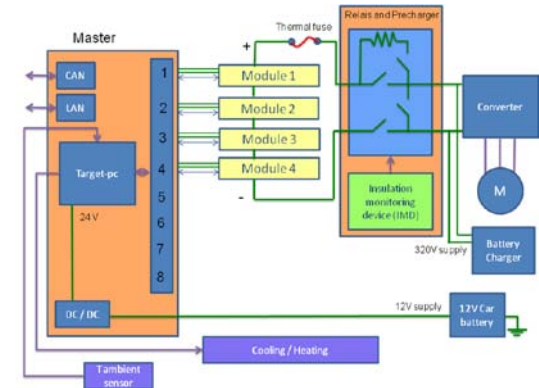 Relais and Precharger
Thermal fuse
Master
+
CAN
LAN
1
2
3
4
5
6
7
8
Module 1
Module 2
Module 3
Module 4
-
Converter
M
Target-pc
24 V
Insulation
monitoring
device (IMD)
320V supply
Battery
Charger
DC / DC
12V supply
12V Car
battery
Cooling / Heating
Tambient
sensor